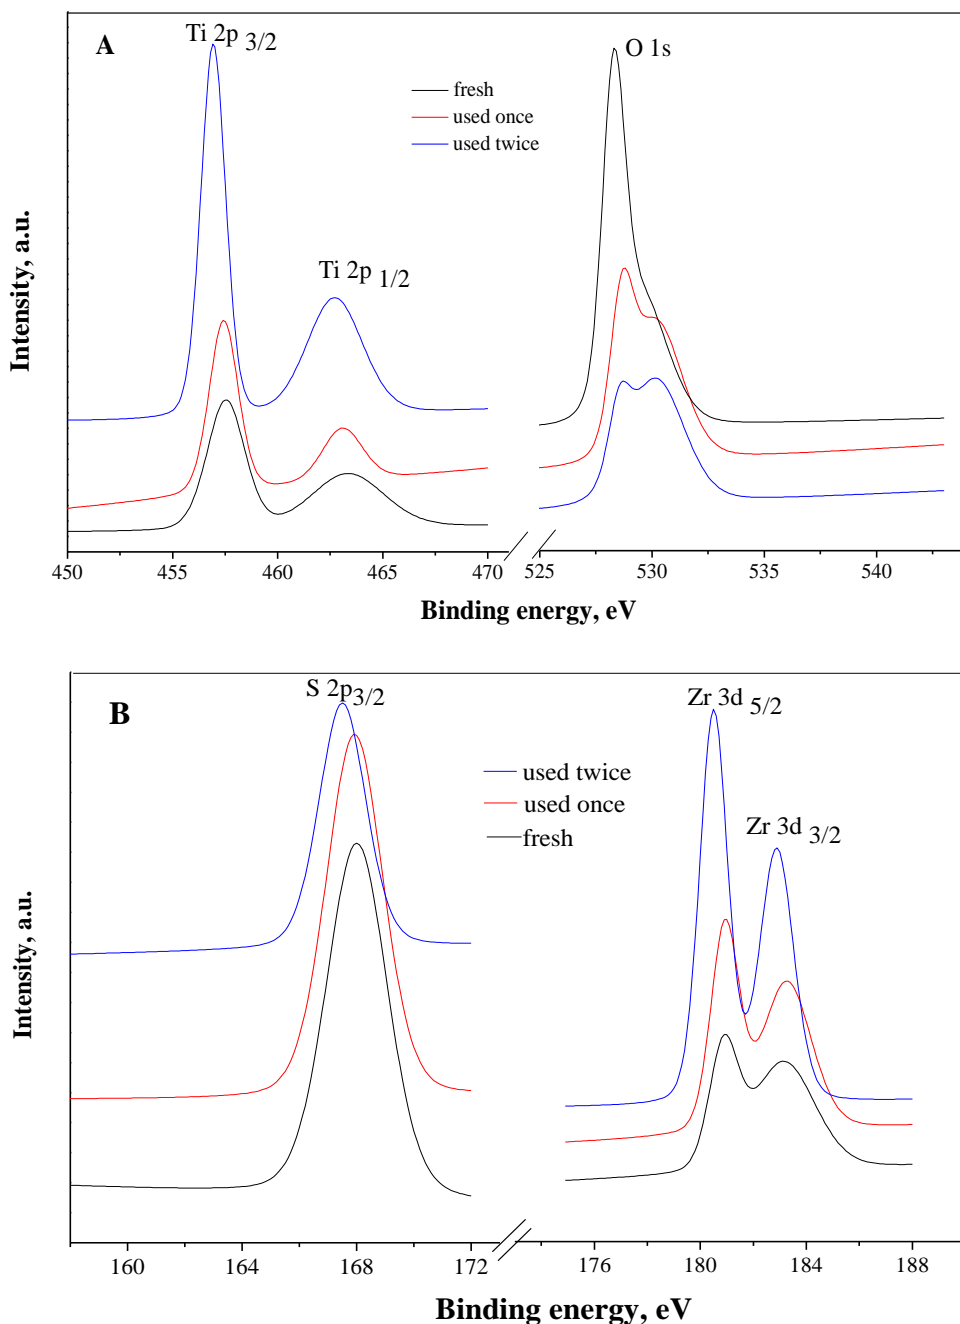 A
Ti 2p 3/2
O 1s
fresh
used once
used twice
Ti 2p 1/2
Intensity, a.u.
450 455 460 465 470 525 530 535 540
Binding energy, eV
B
S 2p3/2
Zr 3d 5/2
used twice
used once
fresh
Zr 3d 3/2
Intensity, a.u.
160 164 168 172 176 180 184 188
Binding energy, eV